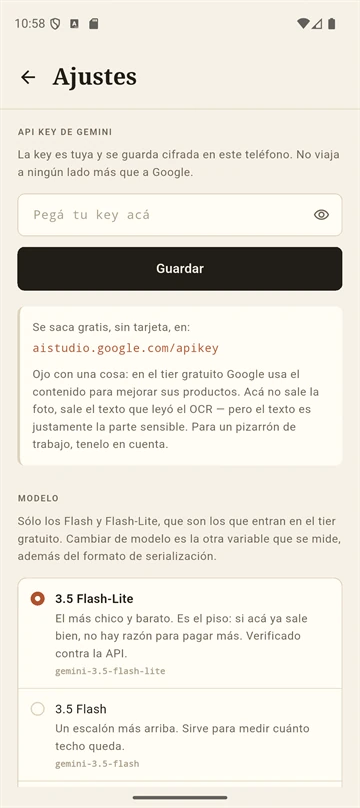 10:58
Ajustes
API KEY DE GEMINI
La key es tuya y se guarda cifrada en este teléfono. No viaja
a ningún lado más que a Google.
Pegá tu key acá
Guardar
Se saca gratis, sin tarjeta, en:
aistudio.google.com/apikey
Ojo con una cosa: en el tier gratuito Google usa el
contenido para mejorar sus productos. Acá no sale la
foto, sale el texto que leyó el OCR — pero el texto es
justamente la parte sensible. Para un pizarrón de
trabajo, tenelo en cuenta.
MODELO
Sólo los Flash y Flash-Lite, que son los que entran en el tier
gratuito. Cambiar de modelo es la otra variable que se mide,
además del formato de serialización.
3.5 Flash-Lite
El más chico y barato. Es el piso: si acá ya sale
bien, no hay razón para pagar más. Verificado
contra la API.
gemini-3.5-flash-lite
3.5 Flash
Un escalón más arriba. Sirve para medir cuánto
techo queda.
gemini-3.5-flash